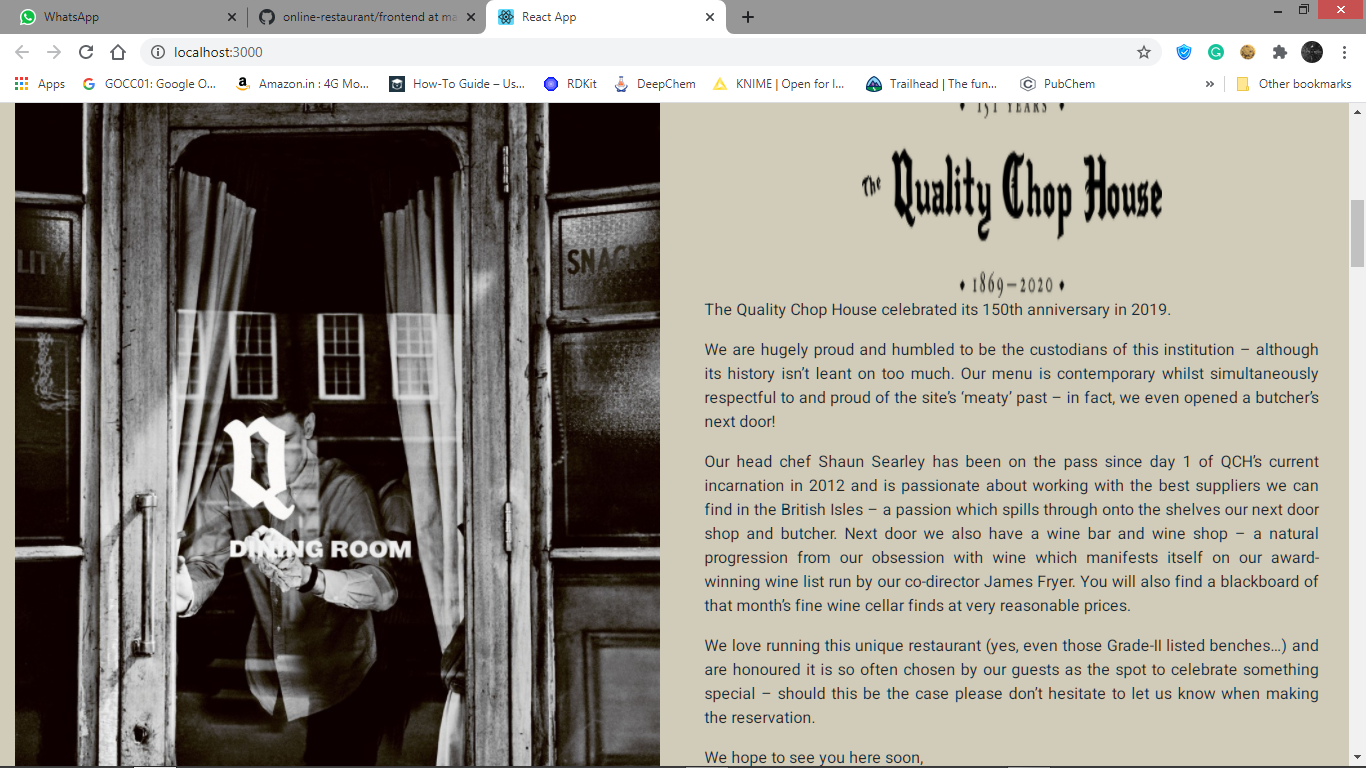 WhatsApp
online-restaurant/frontend at ma
React App
localhost:3000
Apps
GOCC01: Google O...
Amazon.in : 4G Mo...
How-To Guide – Us...
RDKit
DeepChem
KNIME | Open for I...
Trailhead | The fun...
PubChem
»
Other bookmarks
LITY
SNACK
Q
DINING ROOM
151 YEARS
The Quality Chop House
1869–2020
The Quality Chop House celebrated its 150th anniversary in 2019.
We are hugely proud and humbled to be the custodians of this institution – although
its history isn’t leant on too much. Our menu is contemporary whilst simultaneously
respectful to and proud of the site’s ‘meaty’ past – in fact, we even opened a butcher’s
next door!
Our head chef Shaun Searley has been on the pass since day 1 of QCH’s current
incarnation in 2012 and is passionate about working with the best suppliers we can
find in the British Isles – a passion which spills through onto the shelves our next door
shop and butcher. Next door we also have a wine bar and wine shop – a natural
progression from our obsession with wine which manifests itself on our award-
winning wine list run by our co-director James Fryer. You will also find a blackboard of
that month’s fine wine cellar finds at very reasonable prices.
We love running this unique restaurant (yes, even those Grade-II listed benches…) and
are honoured it is so often chosen by our guests as the spot to celebrate something
special – should this be the case please don’t hesitate to let us know when making
the reservation.
We hope to see you here soon,